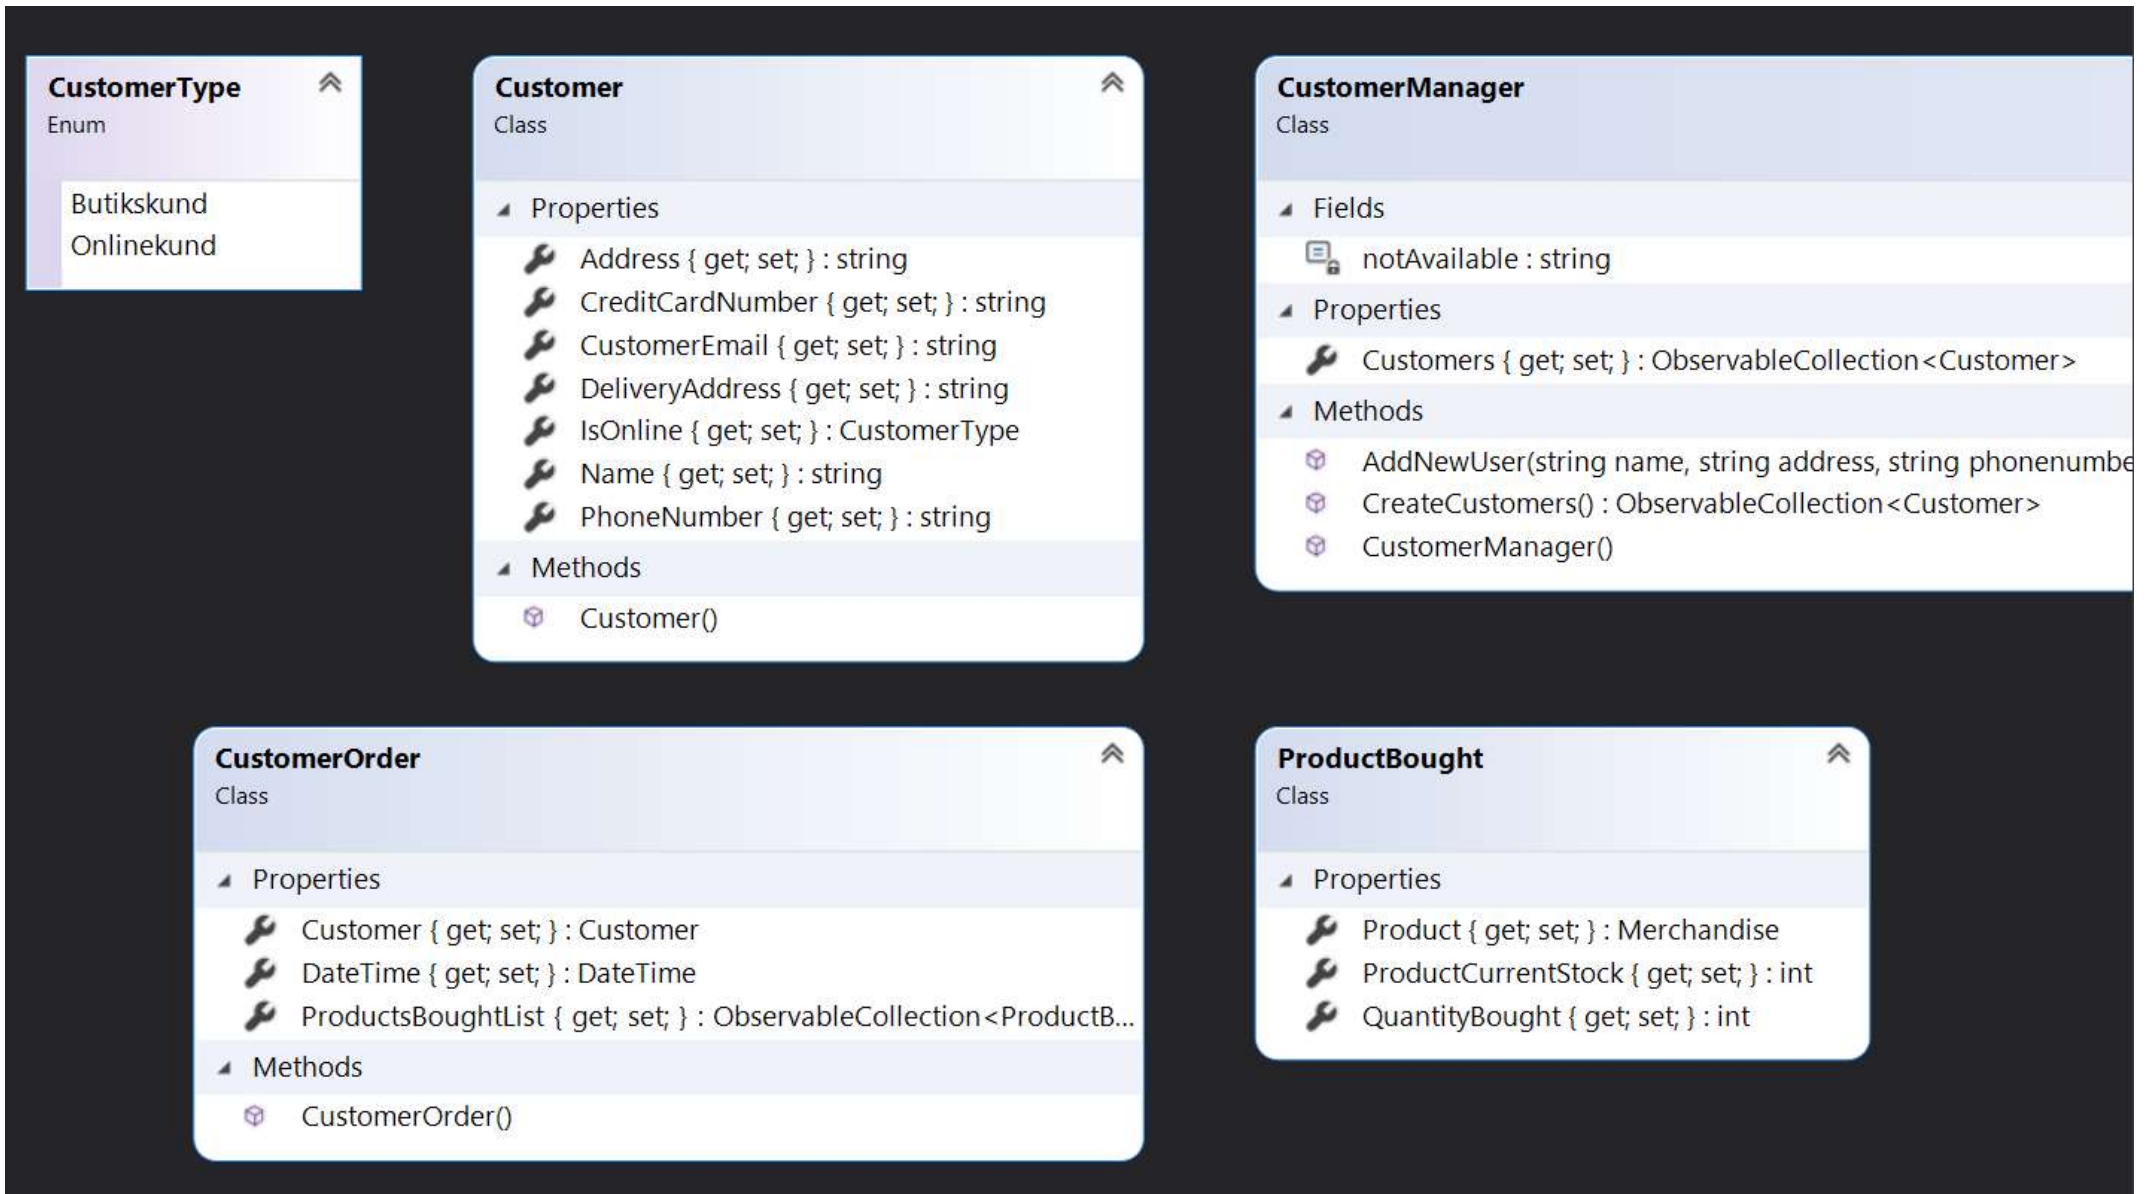 CustomerType
Enum
Butikskund
Onlinekund
Customer
Class
Properties
Address { get; set; } : string
CreditCardNumber { get; set; } : string
CustomerEmail { get; set; } : string
DeliveryAddress { get; set; } : string
IsOnline { get; set; } : CustomerType
Name { get; set; } : string
PhoneNumber { get; set; } : string
Methods
Customer()
CustomerManager
Class
Fields
notAvailable : string
Properties
Customers { get; set; } : ObservableCollection<Customer>
Methods
AddNewUser(string name, string address, string phonenumbe
CreateCustomers() : ObservableCollection<Customer>
CustomerManager()
CustomerOrder
Class
Properties
Customer { get; set; } : Customer
DateTime { get; set; } : DateTime
ProductsBoughtList { get; set; } : ObservableCollection<ProductB...
Methods
CustomerOrder()
ProductBought
Class
Properties
Product { get; set; } : Merchandise
ProductCurrentStock { get; set; } : int
QuantityBought { get; set; } : int